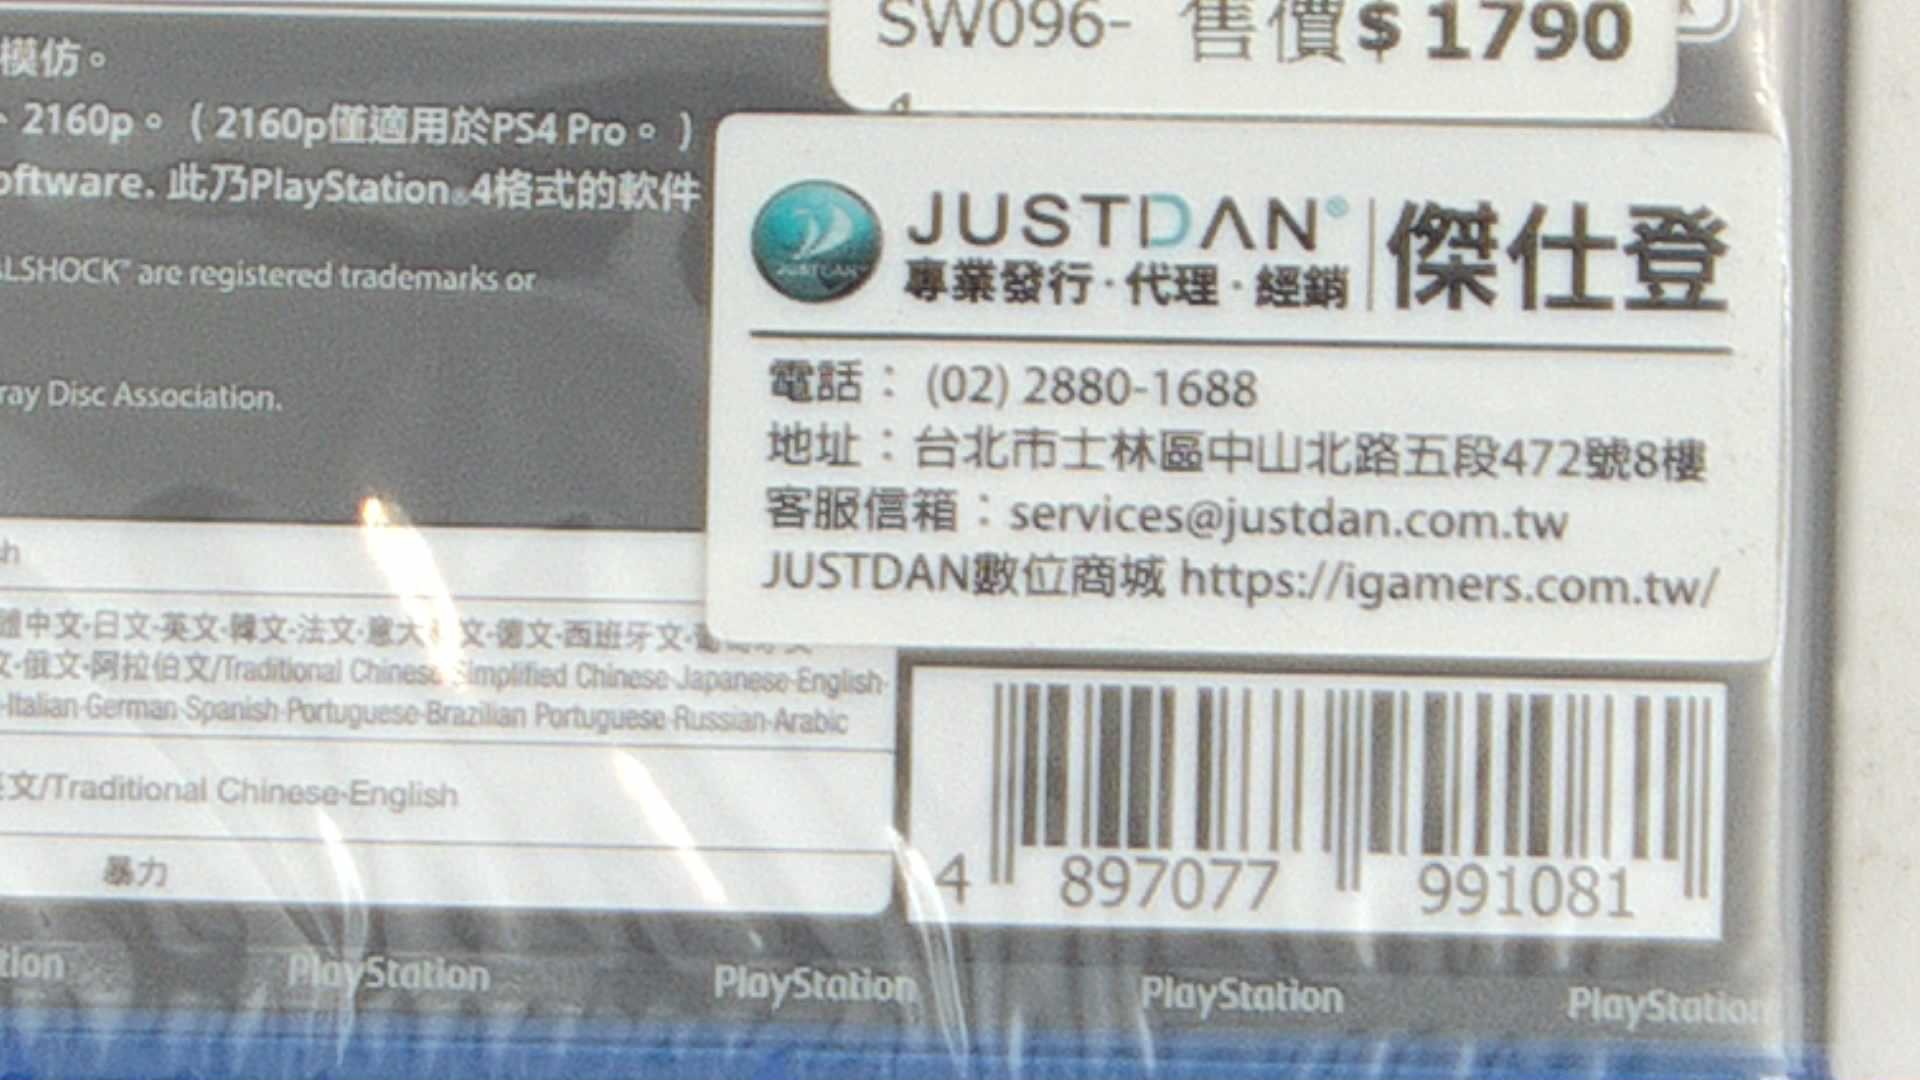 SW096- 售價$1790
模仿。
、2160p。（2160p僅適用於PS4 Pro。）
oftware. 此乃PlayStation®4格式的軟件
LSHOCK" are registered trademarks or
ray Disc Association.
JUSTDAN
JUSTDAN®
專業發行·代理·經銷
傑仕登
電話：(02) 2880-1688
地址：台北市士林區中山北路五段472號8樓
客服信箱：services@justdan.com.tw
JUSTDAN數位商城 https://igamers.com.tw/
sh
體中文·日文·英文·韓文·法文·意大 文·德文·西班牙文·
文·俄文·阿拉伯文/Traditional Chinese Simplified Chinese·Japanese·English·
·Italian·German·Spanish·Portuguese·Brazilian Portuguese·Russian·Arabic
文/Traditional Chinese·English
暴力
4 897077 991081
tion PlayStation PlayStation PlayStation PlayStation